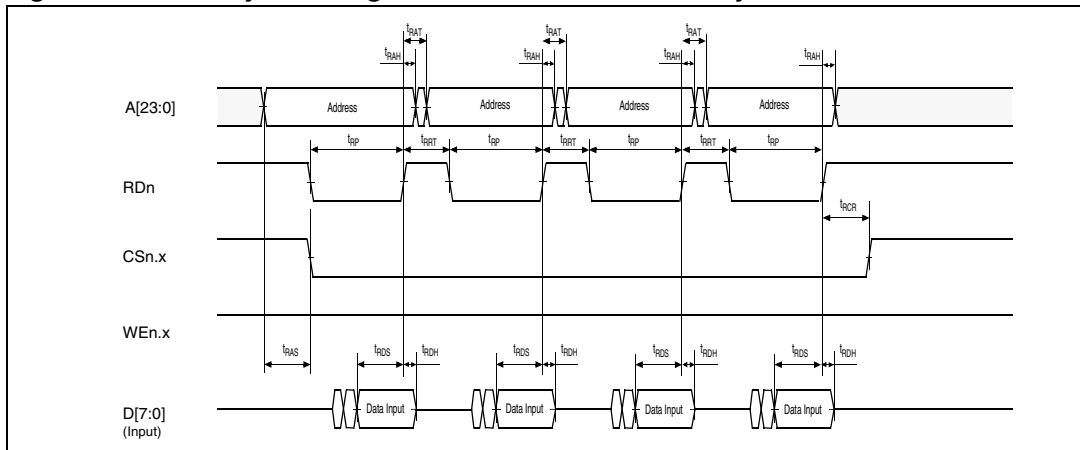 tRAT tRAT tRAT
tRAH tRAH tRAH tRAH
A[23:0] Address Address Address Address
tRP tRRT tRP tRRT tRP tRRT tRP
RDn
tRCR
CSn.x
WEn.x
tRAS tRDS tRDH tRDS tRDH tRDS tRDH tRDS tRDH
D[7:0] Data Input Data Input Data Input Data Input
(Input)